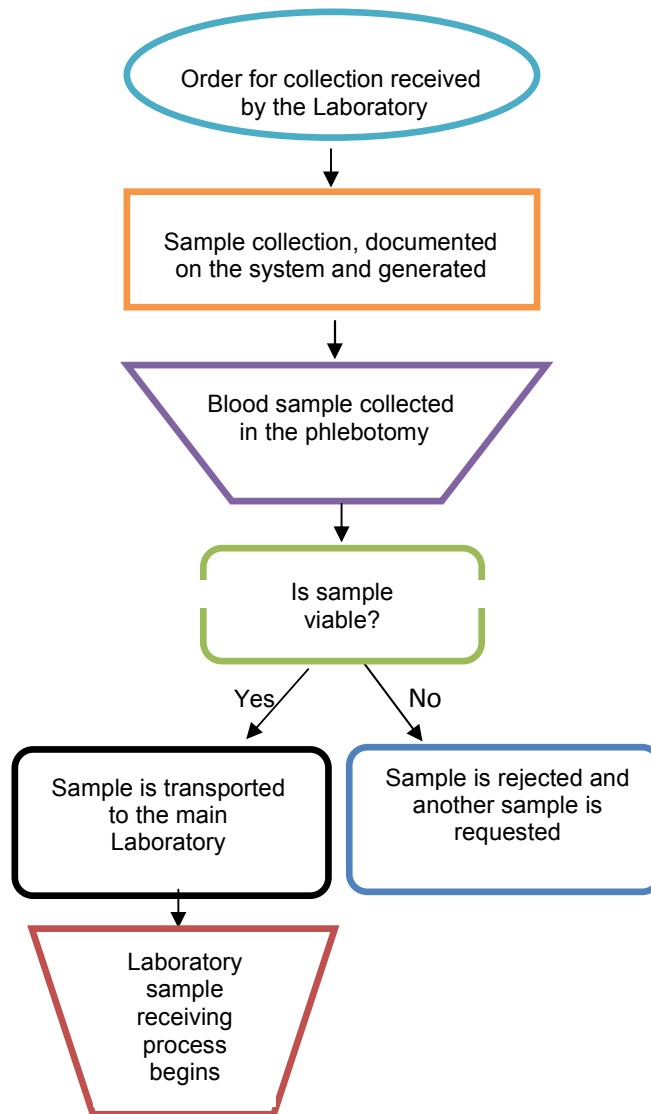 Order for collection received
by the Laboratory
Sample collection, documented
on the system and generated
Blood sample collected
in the phlebotomy
Is sample
viable?
Yes
No
Sample is transported
to the main
Laboratory
Sample is rejected and
another sample is
requested
Laboratory
sample
receiving
process
begins